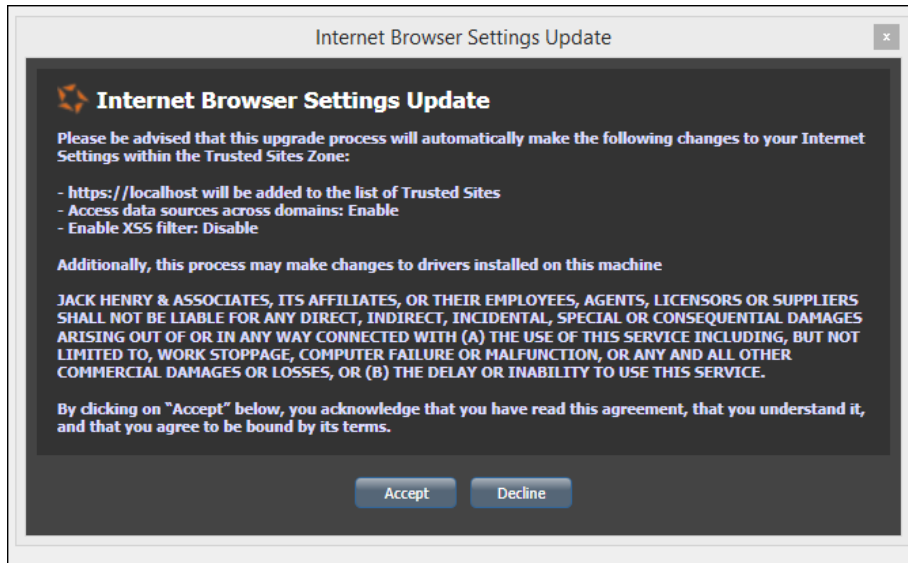 Internet Browser Settings Update
x
Internet Browser Settings Update
Please be advised that this upgrade process will automatically make the following changes to your Internet
Settings within the Trusted Sites Zone:
- https://localhost will be added to the list of Trusted Sites
- Access data sources across domains: Enable
- Enable XSS filter: Disable
Additionally, this process may make changes to drivers installed on this machine
JACK HENRY & ASSOCIATES, ITS AFFILIATES, OR THEIR EMPLOYEES, AGENTS, LICENSORS OR SUPPLIERS
SHALL NOT BE LIABLE FOR ANY DIRECT, INDIRECT, INCIDENTAL, SPECIAL OR CONSEQUENTIAL DAMAGES
ARISING OUT OF OR IN ANY WAY CONNECTED WITH (A) THE USE OF THIS SERVICE INCLUDING, BUT NOT
LIMITED TO, WORK STOPPAGE, COMPUTER FAILURE OR MALFUNCTION, OR ANY AND ALL OTHER
COMMERCIAL DAMAGES OR LOSSES, OR (B) THE DELAY OR INABILITY TO USE THIS SERVICE.
By clicking on "Accept" below, you acknowledge that you have read this agreement, that you understand it,
and that you agree to be bound by its terms.
Accept Decline